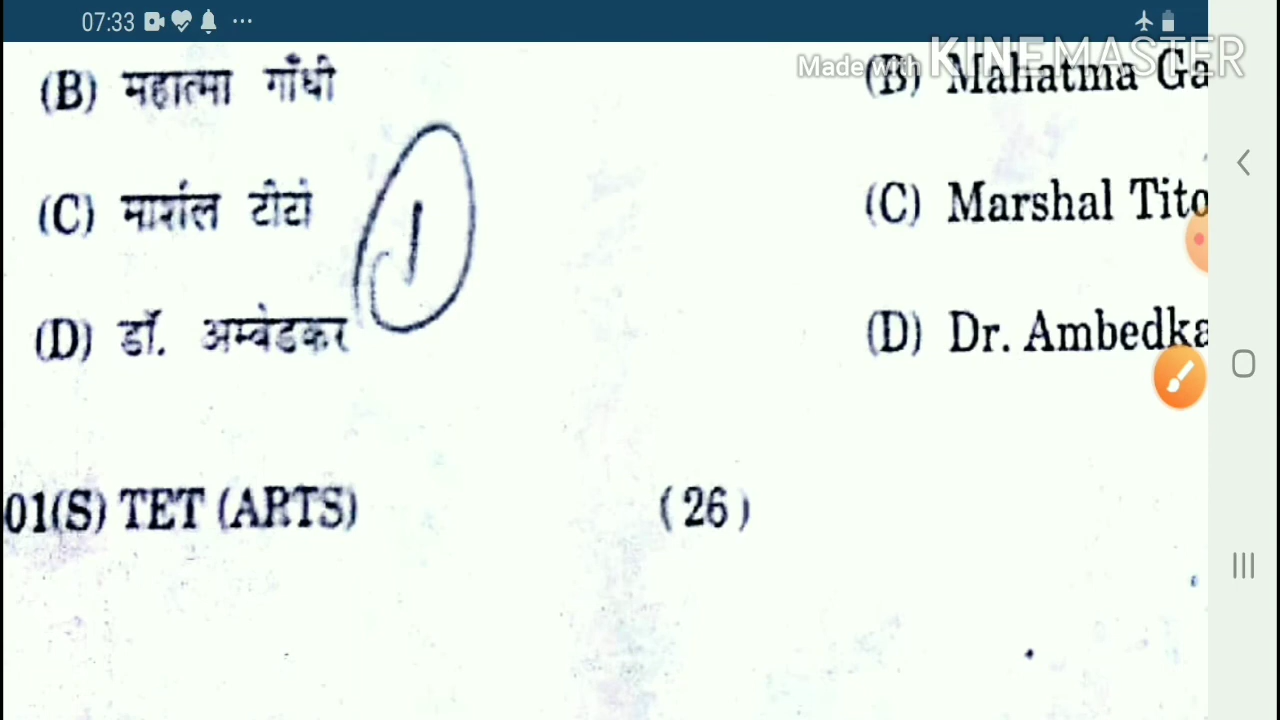 07:33
Made with KINEMASTER
(B) महात्मा गाँधी
(B) Mahatma Ga
(C) मार्शल टीटो
(C) Marshal Tito
1
(D) डॉ. अम्बेडकर
(D) Dr. Ambedka
01(S) TET (ARTS)
(26)